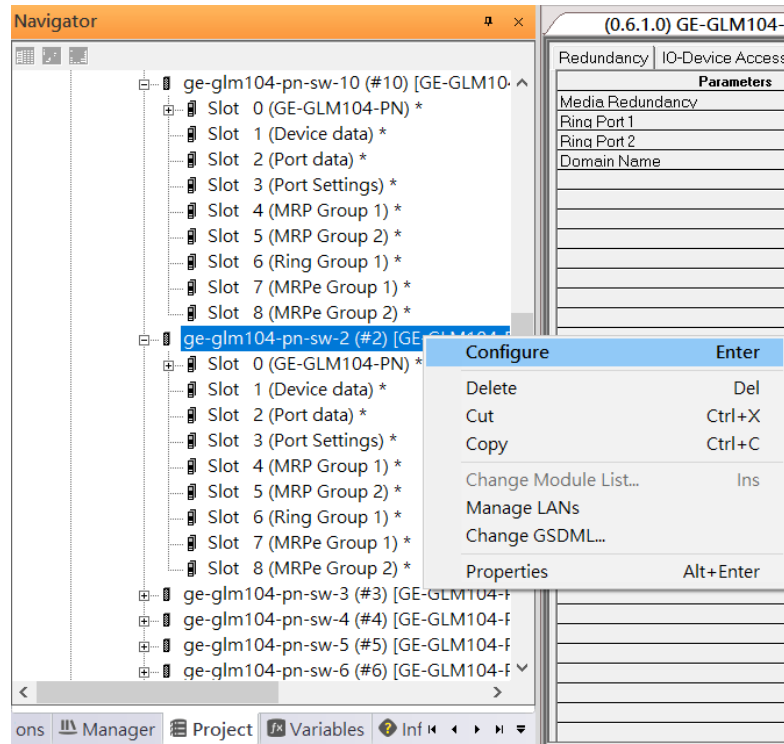 Navigator
ge-glm104-pn-sw-10 (#10) [GE-GLM10
Slot 0 (GE-GLM104-PN) *
Slot 1 (Device data) *
Slot 2 (Port data) *
Slot 3 (Port Settings) *
Slot 4 (MRP Group 1) *
Slot 5 (MRP Group 2) *
Slot 6 (Ring Group 1) *
Slot 7 (MRPe Group 1) *
Slot 8 (MRPe Group 2) *
ge-glm104-pn-sw-2 (#2) [GE-GLM104-
Slot 0 (GE-GLM104-PN) *
Slot 1 (Device data) *
Slot 2 (Port data) *
Slot 3 (Port Settings) *
Slot 4 (MRP Group 1) *
Slot 5 (MRP Group 2) *
Slot 6 (Ring Group 1) *
Slot 7 (MRPe Group 1) *
Slot 8 (MRPe Group 2) *
ge-glm104-pn-sw-3 (#3) [GE-GLM104-
ge-glm104-pn-sw-4 (#4) [GE-GLM104-
ge-glm104-pn-sw-5 (#5) [GE-GLM104-
ge-glm104-pn-sw-6 (#6) [GE-GLM104-
ons Manager Project Variables Inf
Configure Enter
Delete Del
Cut Ctrl+X
Copy Ctrl+C
Change Module List... Ins
Manage LANs
Change GSDML...
Properties Alt+Enter
(0.6.1.0) GE-GLM104-
Redundancy IO-Device Access
Parameters
Media Redundancy
Ring Port 1
Ring Port 2
Domain Name